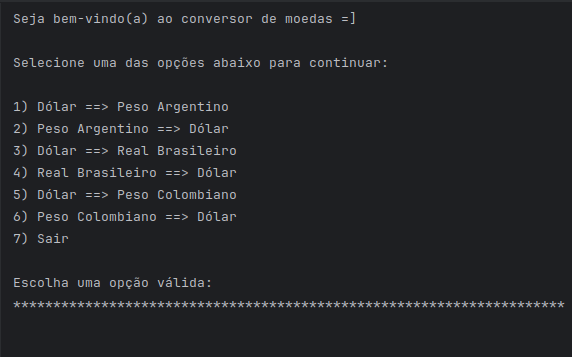 Seja bem-vindo(a) ao conversor de moedas =]
Selecione uma das opções abaixo para continuar:
1) Dólar ==> Peso Argentino
2) Peso Argentino ==> Dólar
3) Dólar ==> Real Brasileiro
4) Real Brasileiro ==> Dólar
5) Dólar ==> Peso Colombiano
6) Peso Colombiano ==> Dólar
7) Sair
Escolha uma opção válida:
*********************************************************************